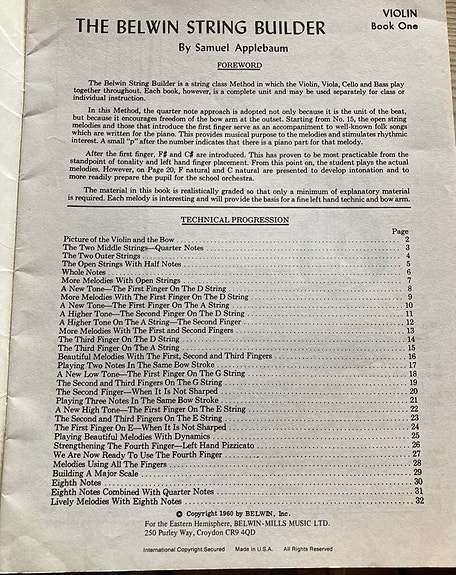 VIOLIN
THE BELWIN STRING BUILDER
Book One
By Samuel Applebaum
FOREWORD
The Belwin String Builder is a string class Method in which the Violin, Viola, Cello and Bass play
together throughout. Each book, however, is a complete unit and may be used separately for class or
individual instruction.
In this Method, the quarter note approach is adopted not only because it is the unit of the beat,
but because it encourages freedom of the bow arm at the outset. Starting from No. 15, the open string
melodies and those that introduce the first finger serve as an accompaniment to well-known folk songs
which are written for the piano. This provides musical purpose to the melodies and stimulates rhythmic
interest. A small "p" after the number indicates that there is a piano part for that melody.
After the first finger, F♯ and C♯ are introduced. This has proven to be most practicable from the
standpoint of tonality and left hand finger placement. From this point on, the student plays the actual
melodies. However, on Page 20, F natural and C natural are presented to develop intonation and to
more readily prepare the pupil for the school orchestra.
The material in this book is realistically graded so that only a minimum of explanatory material
is required. Each melody is interesting and will provide the basis for a fine left hand technic and bow arm.
TECHNICAL PROGRESSION
Page
Picture of the Violin and the Bow 2
The Two Middle Strings—Quarter Notes 3
The Two Outer Strings 4
The Open Strings With Half Notes 5
Whole Notes 6
More Melodies With Open Strings 7
A New Tone—The First Finger On The D String 8
More Melodies With The First Finger On The D String 9
A New Tone—The First Finger On The A String 10
A Higher Tone—The Second Finger On The D String 11
A Higher Tone On The A String—The Second Finger 12
More Melodies With The First and Second Fingers 13
The Third Finger On The D String 14
The Third Finger On The A String 15
Beautiful Melodies With The First, Second and Third Fingers 16
Playing Two Notes In The Same Bow Stroke 17
A New Low Tone—The First Finger On The G String 18
The Second and Third Fingers On The G String 19
The Second Finger—When It Is Not Sharped 20
Playing Three Notes In The Same Bow Stroke 21
A New High Tone—The First Finger On The E String 22
The Second and Third Fingers On The E String 23
The First Finger On E—When It Is Not Sharped 24
Playing Beautiful Melodies With Dynamics 25
Strengthening The Fourth Finger—Left Hand Pizzicato 26
We Are Now Ready To Use The Fourth Finger 27
Melodies Using All The Fingers 28
Building A Major Scale 29
Eighth Notes 30
Eighth Notes Combined With Quarter Notes 31
Lively Melodies With Eighth Notes 32
© Copyright 1960 by BELWIN, Inc.
For the Eastern Hemisphere, BELWIN-MILLS MUSIC LTD.
250 Purley Way, Croydon CR9 4QD
International Copyright Secured Made in U.S.A. All Rights Reserved